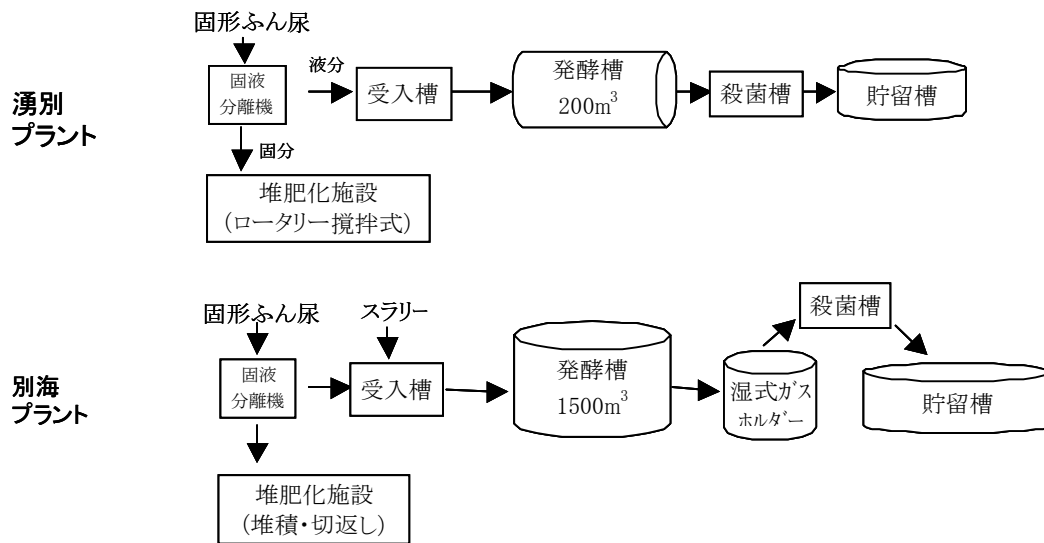 湧別
プラント
固形ふん尿
固液
分離機
液分
受入槽
発酵槽
200m³
殺菌槽
貯留槽
固分
堆肥化施設
(ロータリー撹拌式)
別海
プラント
固形ふん尿
スラリー
固液
分離機
受入槽
発酵槽
1500m³
湿式ｶﾞｽ
ﾎﾙﾀﾞｰ
殺菌槽
貯留槽
堆肥化施設
(堆積・切返し)